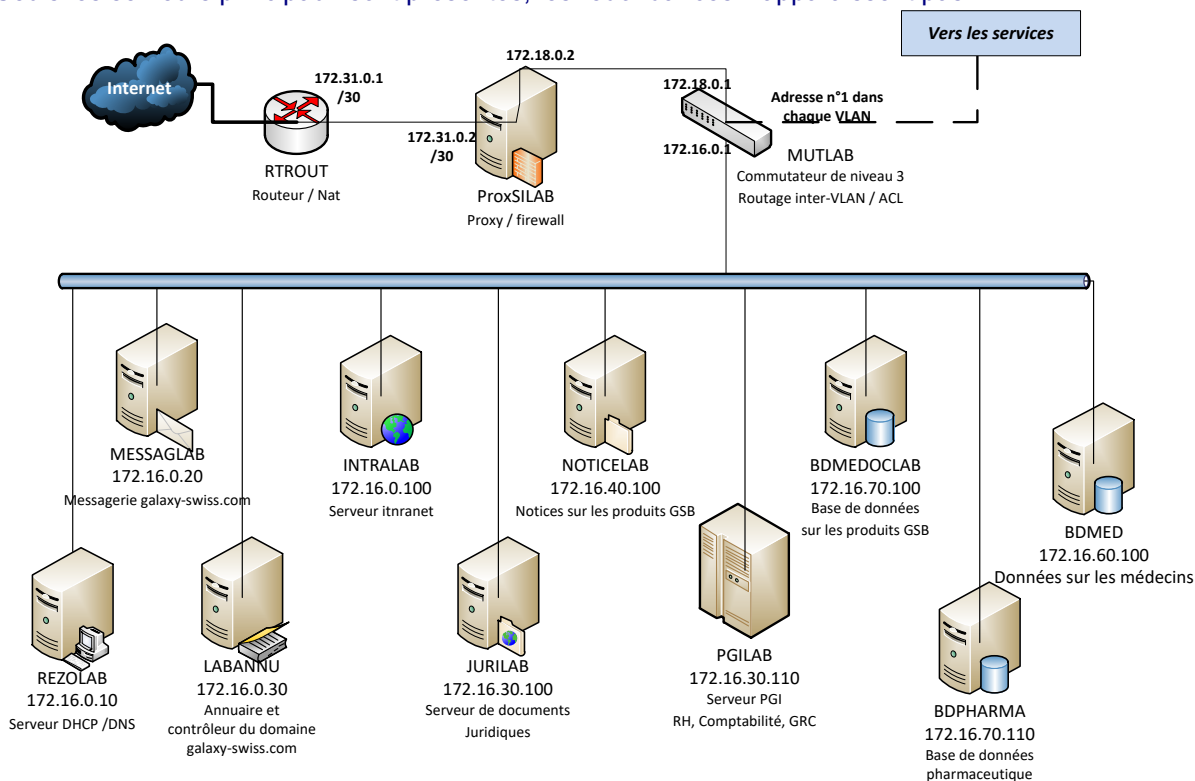 Vers les services
Internet
172.31.0.1
/30
172.18.0.2
172.18.0.1
Adresse n°1 dans
chaque VLAN
172.31.0.2
/30
172.16.0.1
RTROUT
Routeur / Nat
ProxSILAB
Proxy / firewall
MUTLAB
Commutateur de niveau 3
Routage inter-VLAN / ACL
MESSAGLAB
172.16.0.20
Messagerie galaxy-swiss.com
INTRALAB
172.16.0.100
Serveur itnranet
NOTICELAB
172.16.40.100
Notices sur les produits GSB
BDMEDOCLAB
172.16.70.100
Base de données
sur les produits GSB
BDMED
172.16.60.100
Données sur les médecins
REZOLAB
172.16.0.10
Serveur DHCP /DNS
LABANNU
172.16.0.30
Annuaire et
contrôleur du domaine
galaxy-swiss.com
JURILAB
172.16.30.100
Serveur de documents
Juridiques
PGILAB
172.16.30.110
Serveur PGI
RH, Comptabilité, GRC
BDPHARMA
172.16.70.110
Base de données
pharmaceutique